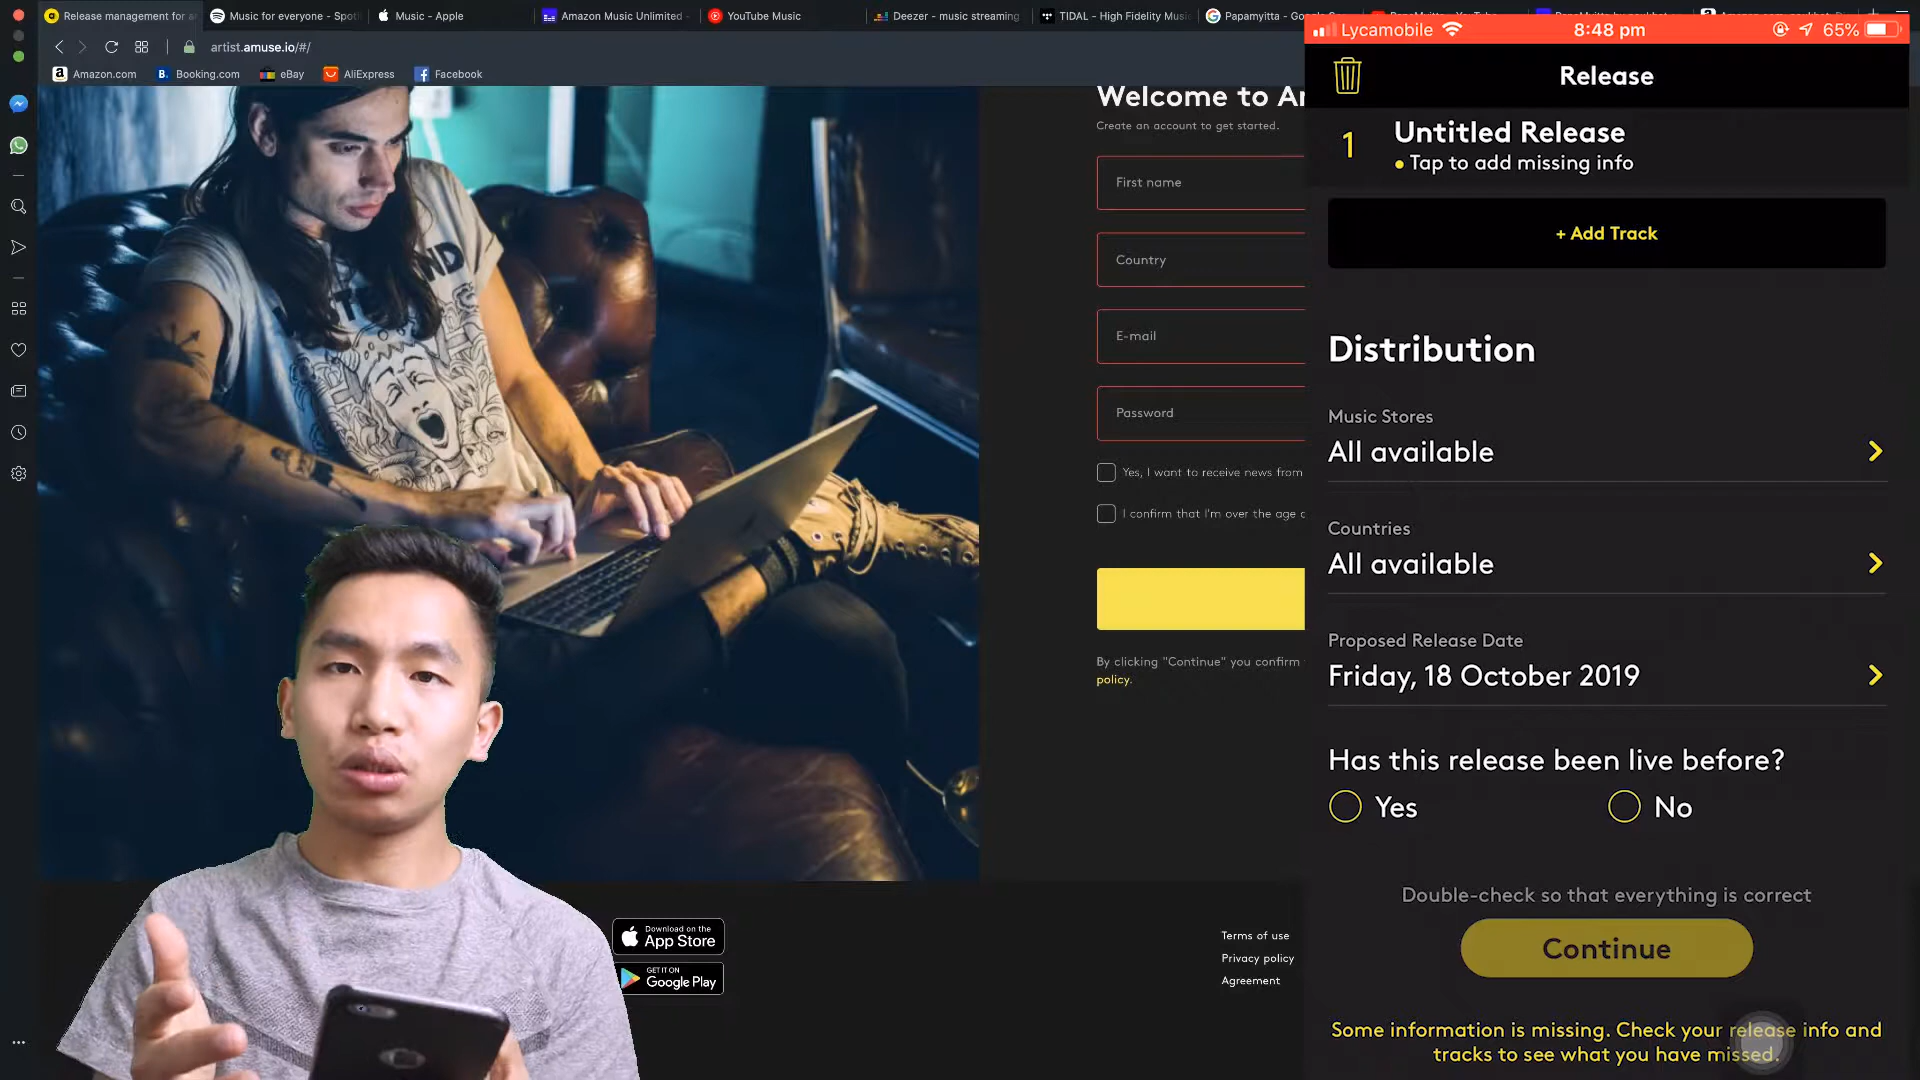 Release management for a
Music for everyone - Spoti
Music - Apple
Amazon Music Unlimited -
YouTube Music
Deezer - music streaming
TIDAL - High Fidelity Musi
Papamyitta - Go
artist.amuse.io/#/
Amazon.com
Booking.com
eBay
AliExpress
Facebook
Welcome to A
Create an account to get started.
First name
Country
E-mail
Password
Yes, I want to receive news from
I confirm that I'm over the age o
By clicking "Continue" you confirm
policy.
Download on the
App Store
GET IT ON
Google Play
Terms of use
Privacy policy
Agreement
Lycamobile
8:48 pm
65%
Release
1
Untitled Release
Tap to add missing info
+ Add Track
Distribution
Music Stores
All available
Countries
All available
Proposed Release Date
Friday, 18 October 2019
Has this release been live before?
Yes
No
Double-check so that everything is correct
Continue
Some information is missing. Check your release info and
tracks to see what you have missed.